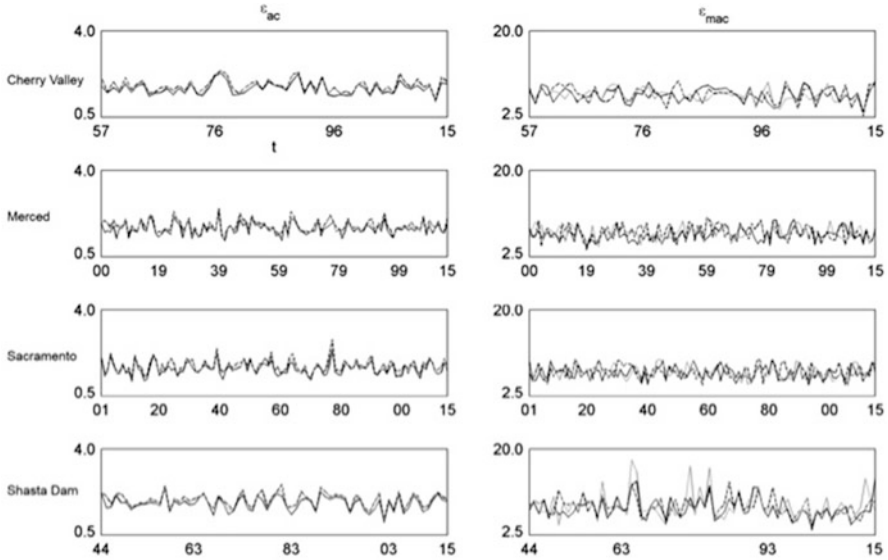 ε_ac ε_mac
4.0 20.0
Cherry Valley
0.5 2.5
57 76 96 15 57 76 96 15
t
4.0 20.0
Merced
0.5 2.5
00 19 39 59 79 99 15 00 19 39 59 79 99 15
4.0 20.0
Sacramento
0.5 2.5
01 20 40 60 80 00 15 01 20 40 60 80 00 15
4.0 20.0
Shasta Dam
0.5 2.5
44 63 83 03 15 44 63 93 15